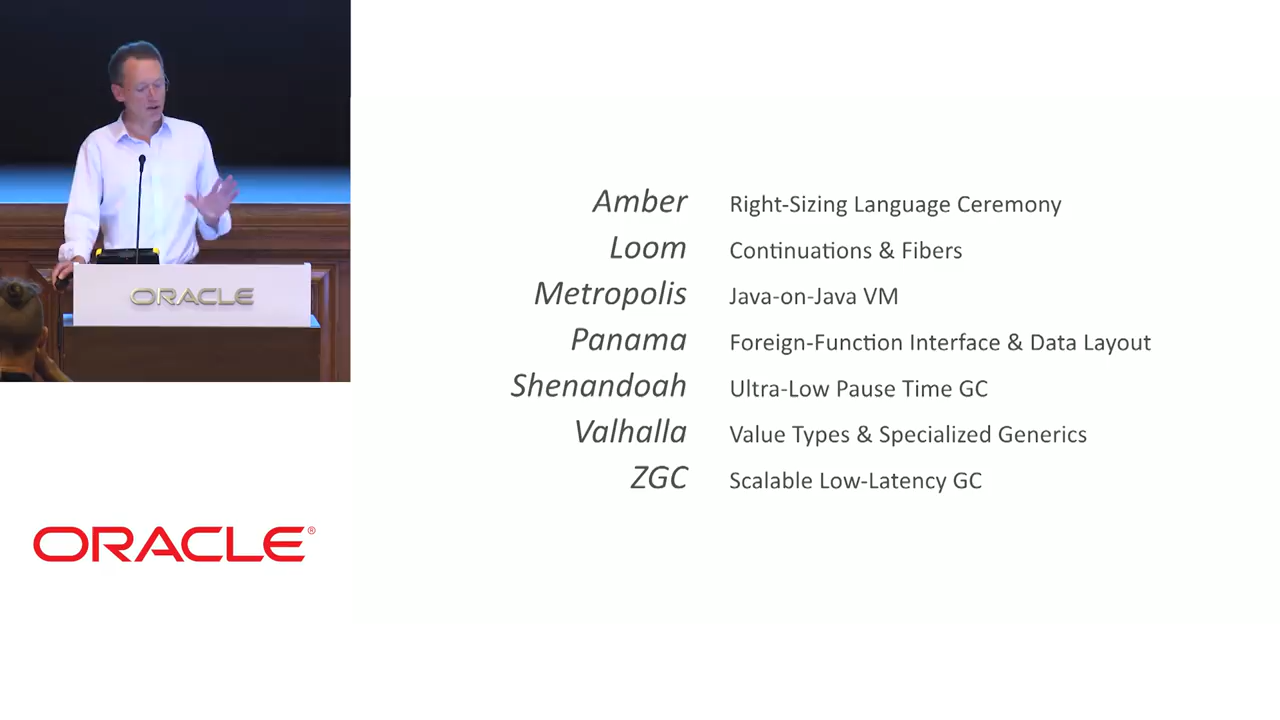 Amber Right-Sizing Language Ceremony
Loom Continuations & Fibers
Metropolis Java-on-Java VM
Panama Foreign-Function Interface & Data Layout
Shenandoah Ultra-Low Pause Time GC
Valhalla Value Types & Specialized Generics
ZGC Scalable Low-Latency GC
ORACLE
ORACLE®